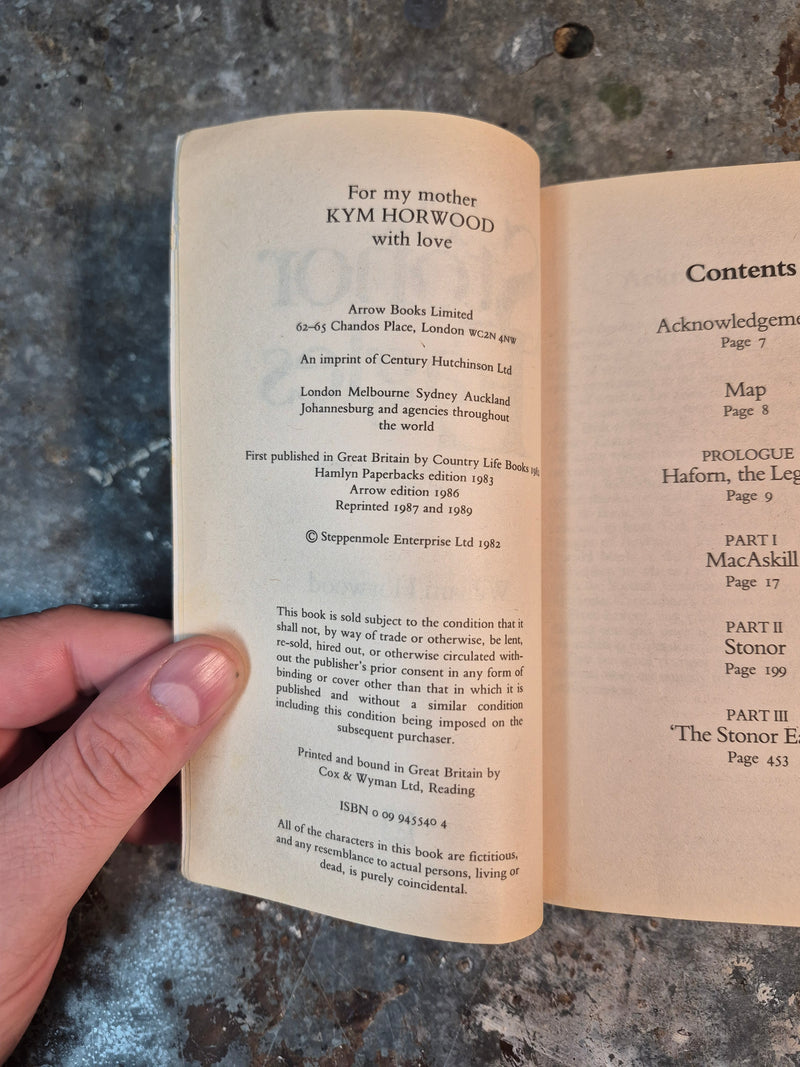 For my mother
KYM HORWOOD
with love
Arrow Books Limited
62–65 Chandos Place, London WC2N 4NW
An imprint of Century Hutchinson Ltd
London Melbourne Sydney Auckland
Johannesburg and agencies throughout
the world
First published in Great Britain by Country Life Books
Hamlyn Paperbacks edition 1983
Arrow edition 1986
Reprinted 1987 and 1989
© Steppenmole Enterprise Ltd 1982
This book is sold subject to the condition that it
shall not, by way of trade or otherwise, be lent,
re-sold, hired out, or otherwise circulated with-
out the publisher's prior consent in any form of
binding or cover other than that in which it is
published and without a similar condition
including this condition being imposed on the
subsequent purchaser.
Printed and bound in Great Britain by
Cox & Wyman Ltd, Reading
ISBN 0 09 945540 4
All of the characters in this book are fictitious,
and any resemblance to actual persons, living or
dead, is purely coincidental.
Contents
Acknowledgeme
Page 7
Map
Page 8
PROLOGUE
Haforn, the Leg
Page 9
PART I
MacAskill
Page 17
PART II
Stonor
Page 199
PART III
‘The Stonor Ea
Page 453